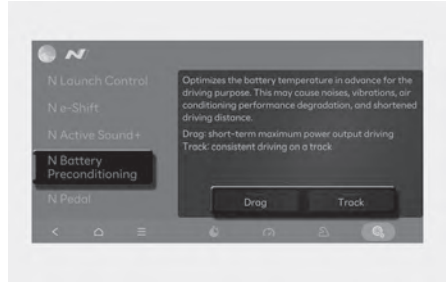 N
N Launch Control
N e-Shift
N Active Sound+
N Battery
Preconditioning
N Pedal
Optimizes the battery temperature in advance for the
driving purpose. This may cause noises, vibrations, air
conditioning performance degradation, and shortened
driving distance.
Drag: short-term maximum power output driving
Track: consistent driving on a track
Drag Track